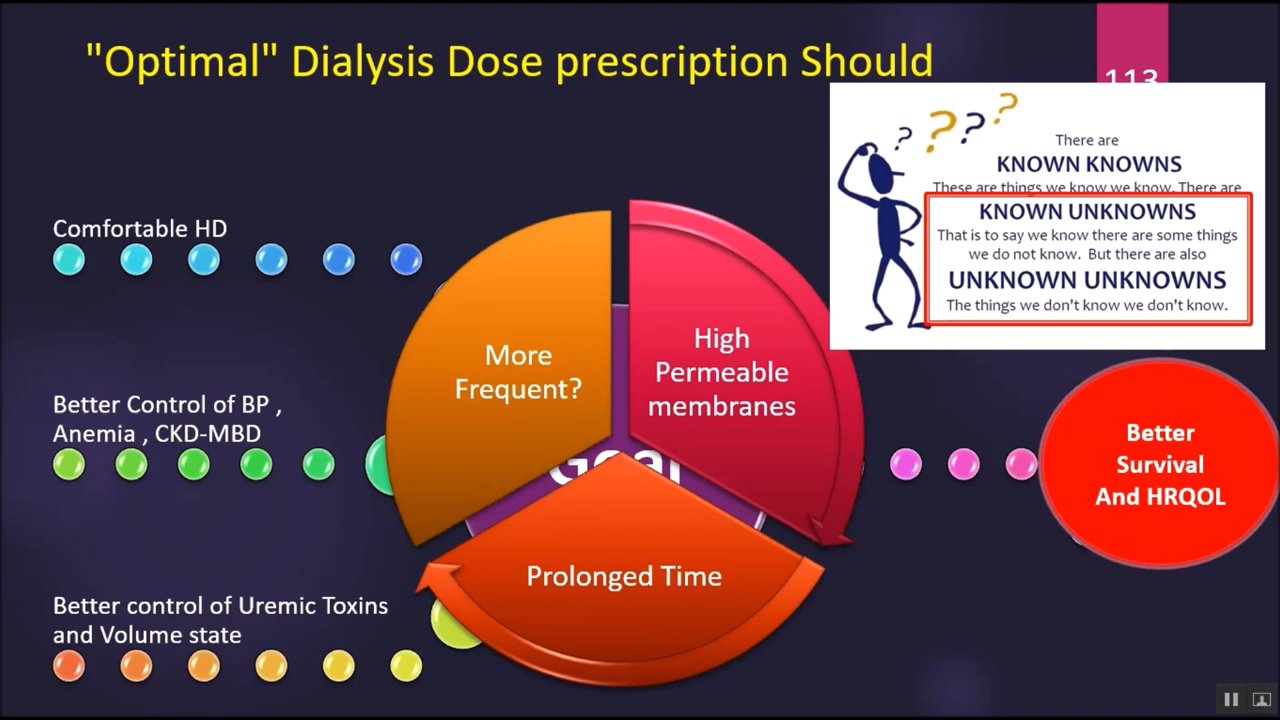 "Optimal" Dialysis Dose prescription Should
113
? ? ? ?
There are
KNOWN KNOWNS
These are things we know we know. There are
KNOWN UNKNOWNS
That is to say we know there are some things
we do not know. But there are also
UNKNOWN UNKNOWNS
The things we don't know we don't know.
Comfortable HD
Better Control of BP ,
Anemia , CKD-MBD
Better control of Uremic Toxins
and Volume state
More
Frequent?
High
Permeable
membranes
Goal
Prolonged Time
Better
Survival
And HRQOL